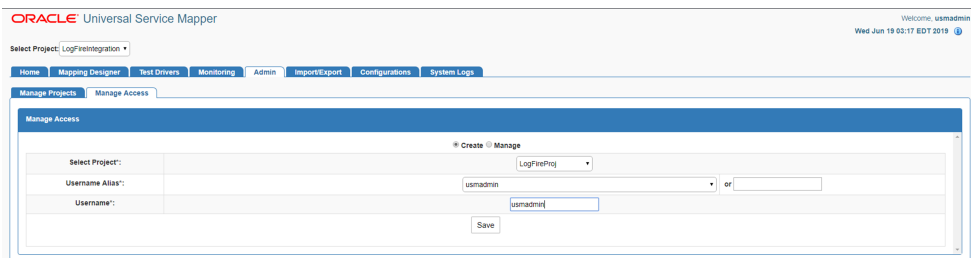 ORACLE® Universal Service Mapper
Welcome, usmadmin
Wed Jun 19 03:17 EDT 2019
Select Project: LogFireIntegration
Home Mapping Designer Test Drivers Monitoring Admin Import/Export Configurations System Logs
Manage Projects Manage Access
Manage Access
Create Manage
Select Project*: LogFireProj
Username Alias*: usmadmin or
Username*: usmadmin
Save